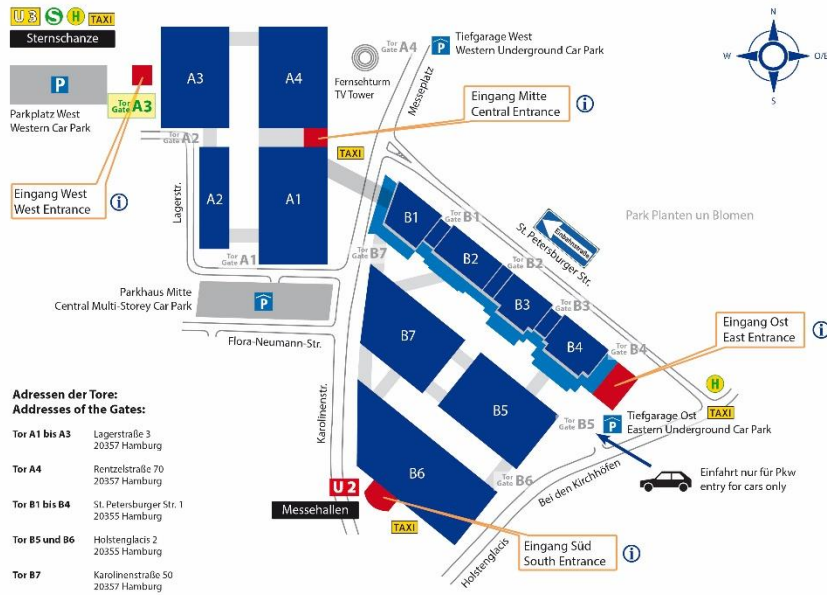 U3 S H TAXI
Sternschanze
P
Parkplatz West
Western Car Park
Tor
Gate A3
Eingang West
West Entrance
i
A3
A4
Tor
Gate A2
A2
A1
Lagerstr.
Tor
Gate A1
Fernsehturm
TV Tower
Tor
Gate A4
Messeplatz
P
Tiefgarage West
Western Underground Car Park
Eingang Mitte
Central Entrance
i
TAXI
N
W
O/E
S
Parkhaus Mitte
Central Multi-Storey Car Park
P
Flora-Neumann-Str.
Karolinenstr.
B1
Tor
Gate B1
B2
Tor
Gate B2
B3
Tor
Gate B3
B4
Tor
Gate B4
Einbahnstraße
St. Petersburger Str.
Park Planten un Blomen
Tor
Gate B7
B7
B5
B6
Eingang Ost
East Entrance
i
H
TAXI
Tor
Gate B5
P
Tiefgarage Ost
Eastern Underground Car Park
Einfahrt nur für Pkw
entry for cars only
Tor
Gate B6
Bei den Kirchhöfen
Holstenglacis
U2
Messehallen
TAXI
Eingang Süd
South Entrance
i
Adressen der Tore:
Addresses of the Gates:
Tor A1 bis A3 Lagerstraße 3
20357 Hamburg
Tor A4 Rentzelstraße 70
20357 Hamburg
Tor B1 bis B4 St. Petersburger Str. 1
20355 Hamburg
Tor B5 und B6 Holstenglacis 2
20355 Hamburg
Tor B7 Karolinenstraße 50
20357 Hamburg